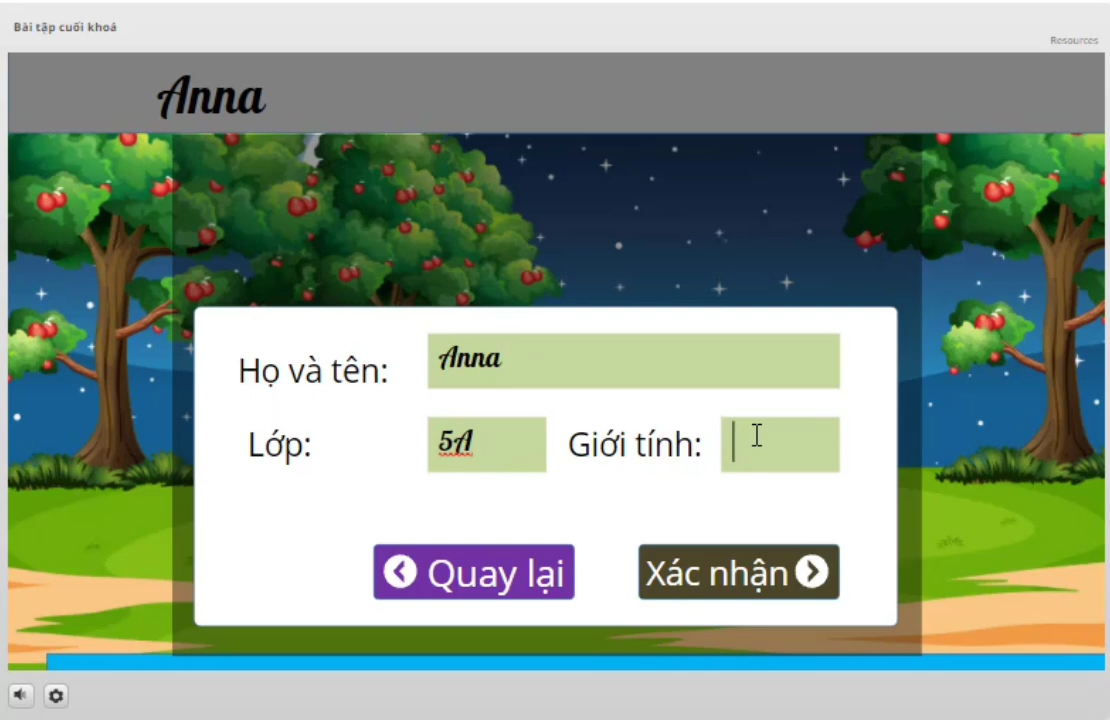 Bài tập cuối khoá
Resources
Anna
Họ và tên: Anna
Lớp: 5A Giới tính:
Quay lại Xác nhận